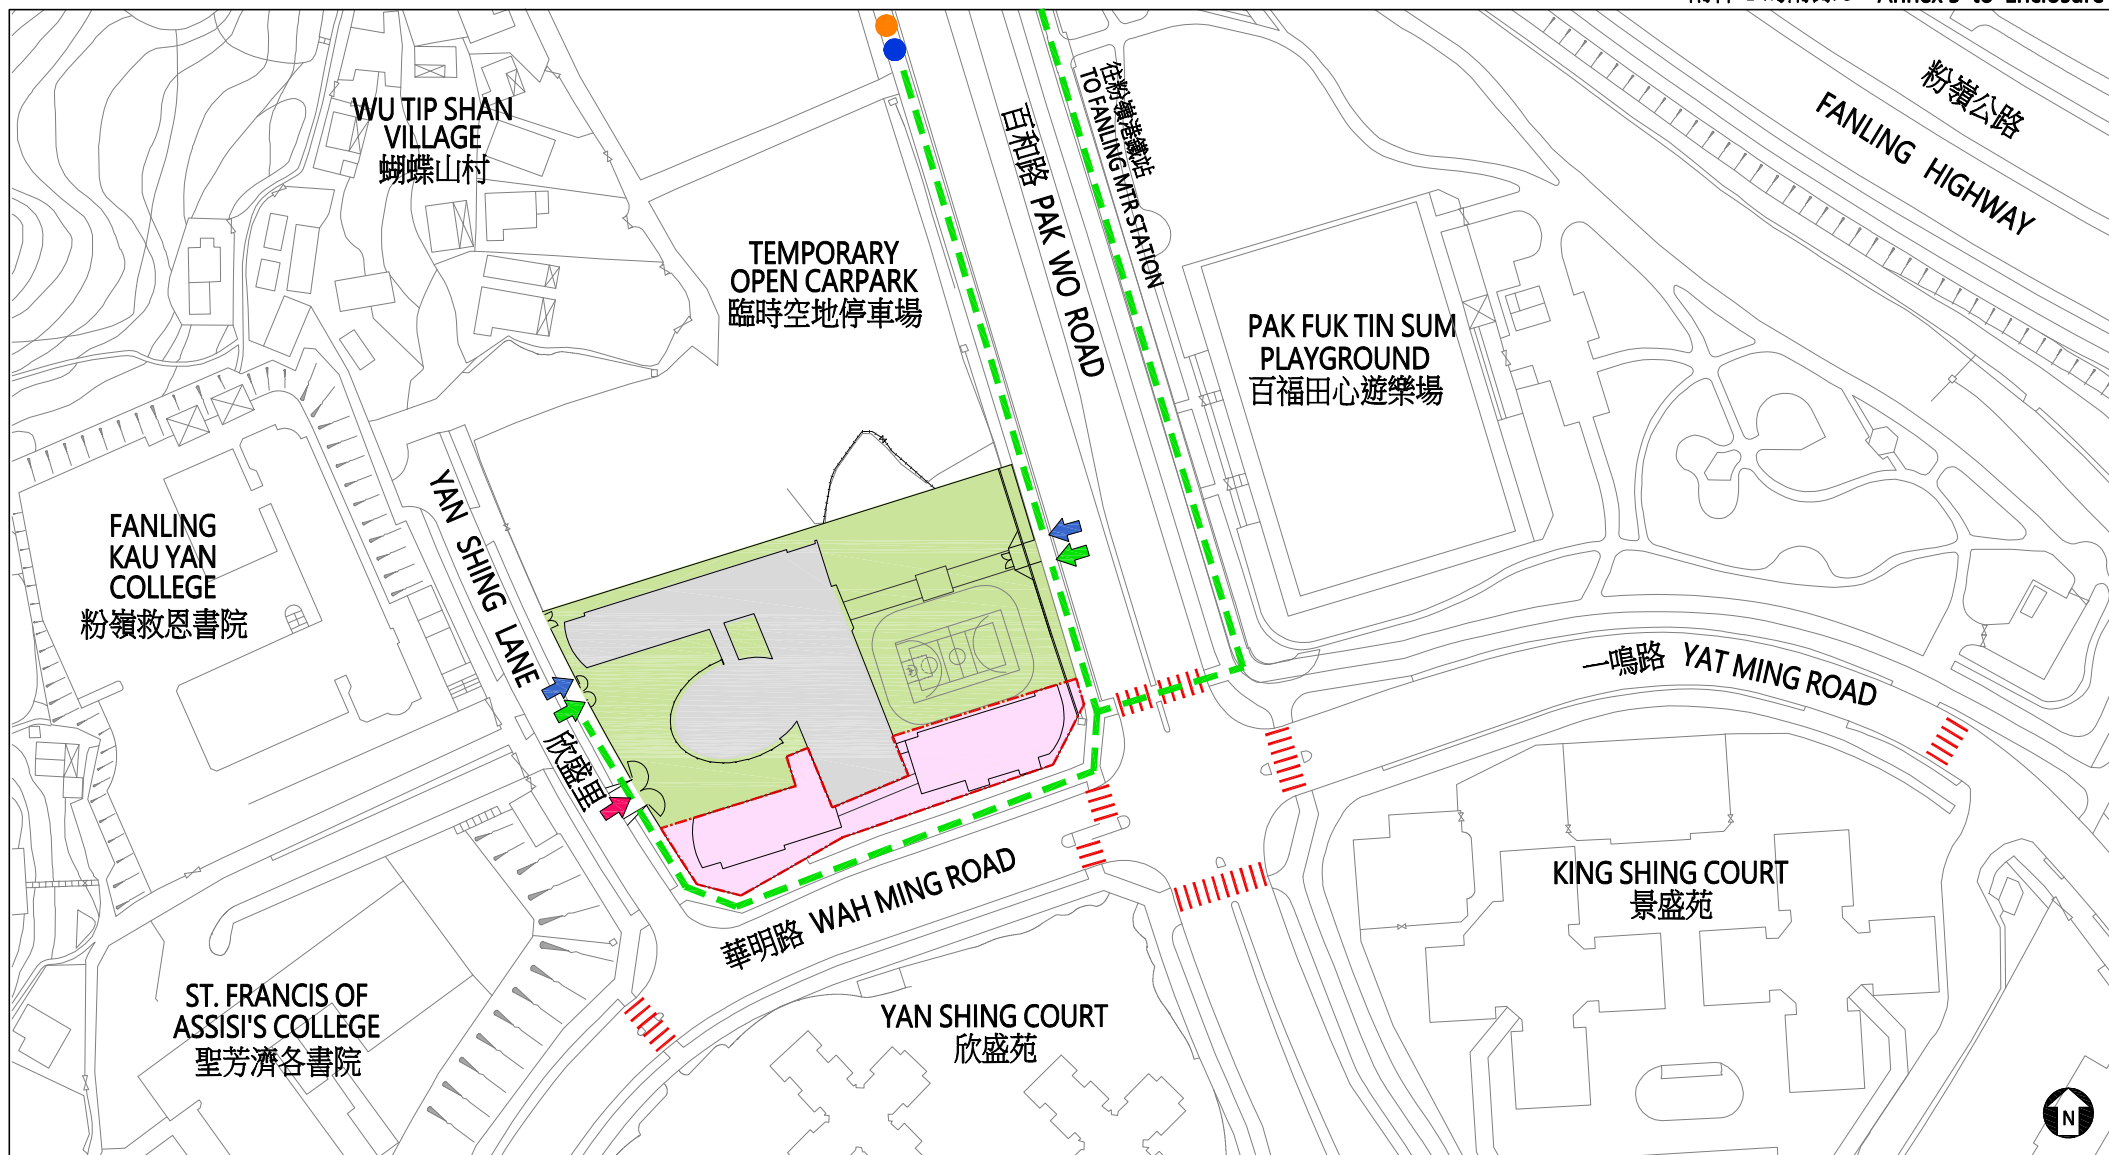 Annex 3 to Enclosure
粉嶺公路
FANLING HIGHWAY
WU TIP SHAN
VILLAGE
蝴蝶山村
往粉嶺港鐵站
TO FANLING MTR STATION
百和路 PAK WO ROAD
TEMPORARY
OPEN CARPARK
臨時空地停車場
PAK FUK TIN SUM
PLAYGROUND
百福田心遊樂場
FANLING
KAU YAN
COLLEGE
粉嶺救恩書院
YAN SHING LANE
欣盛里
一鳴路 YAT MING ROAD
華明路 WAH MING ROAD
KING SHING COURT
景盛苑
ST. FRANCIS OF
ASSISI'S COLLEGE
聖芳濟各書院
YAN SHING COURT
欣盛苑
N